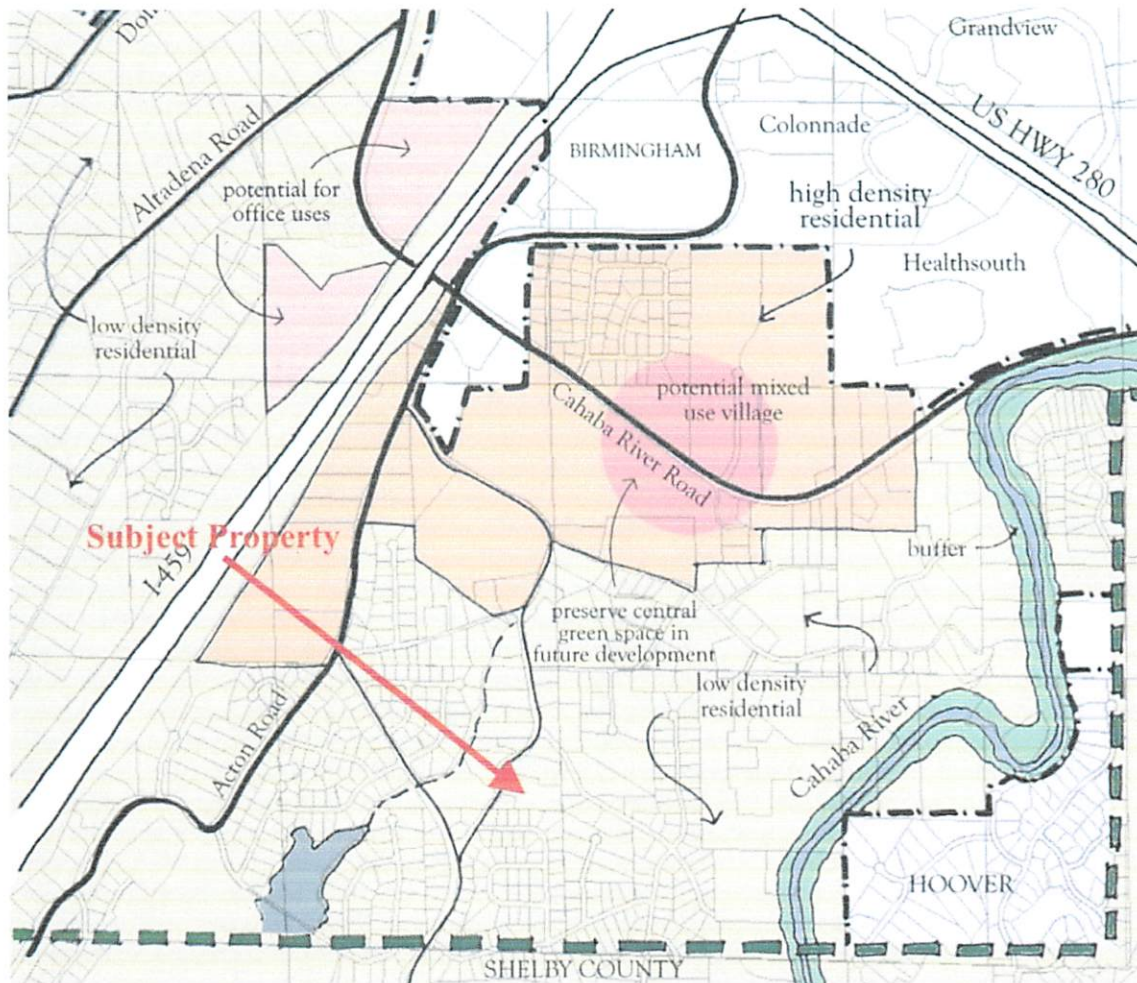 Grandview
US HWY 280
Colonnade
BIRMINGHAM
Altadena Road
potential for
office uses
high density
residential
Healthsouth
low density
residential
potential mixed
use village
Cahaba River Road
Subject Property
I-459
buffer
preserve central
green space in
future development
low density
residential
Acton Road
Cahaba River
HOOVER
SHELBY COUNTY